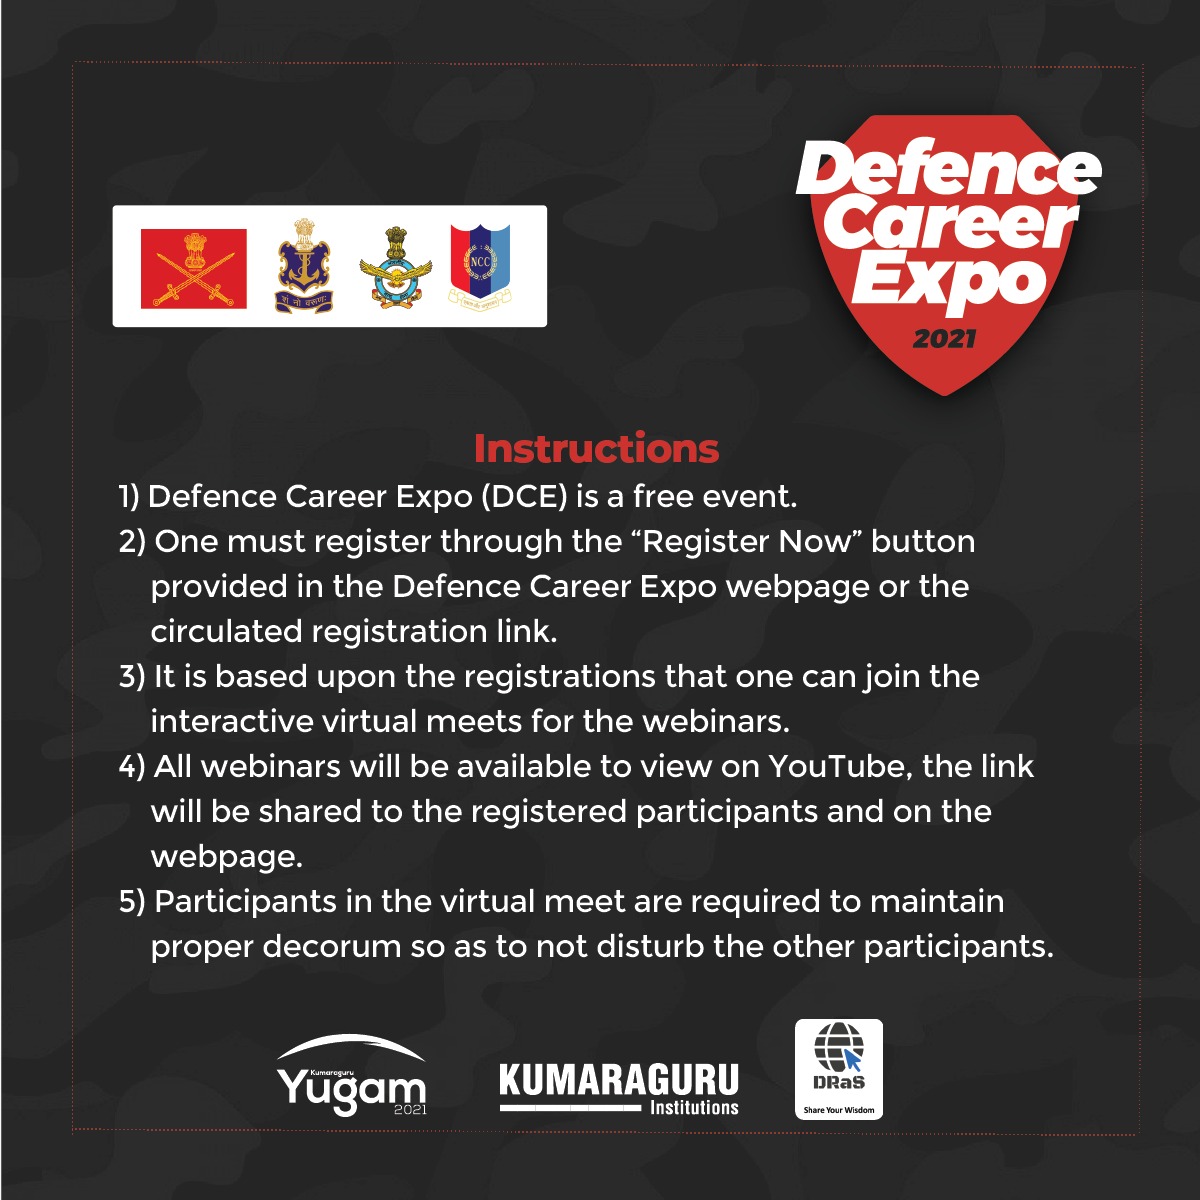 Defence
Career
Expo
2021
शं नो वरुणः
NCC
Instructions
1) Defence Career Expo (DCE) is a free event.
2) One must register through the “Register Now” button
provided in the Defence Career Expo webpage or the
circulated registration link.
3) It is based upon the registrations that one can join the
interactive virtual meets for the webinars.
4) All webinars will be available to view on YouTube, the link
will be shared to the registered participants and on the
webpage.
5) Participants in the virtual meet are required to maintain
proper decorum so as to not disturb the other participants.
Kumaraguru
Yugam
2021
KUMARAGURU
Institutions
DRaS
Share Your Wisdom